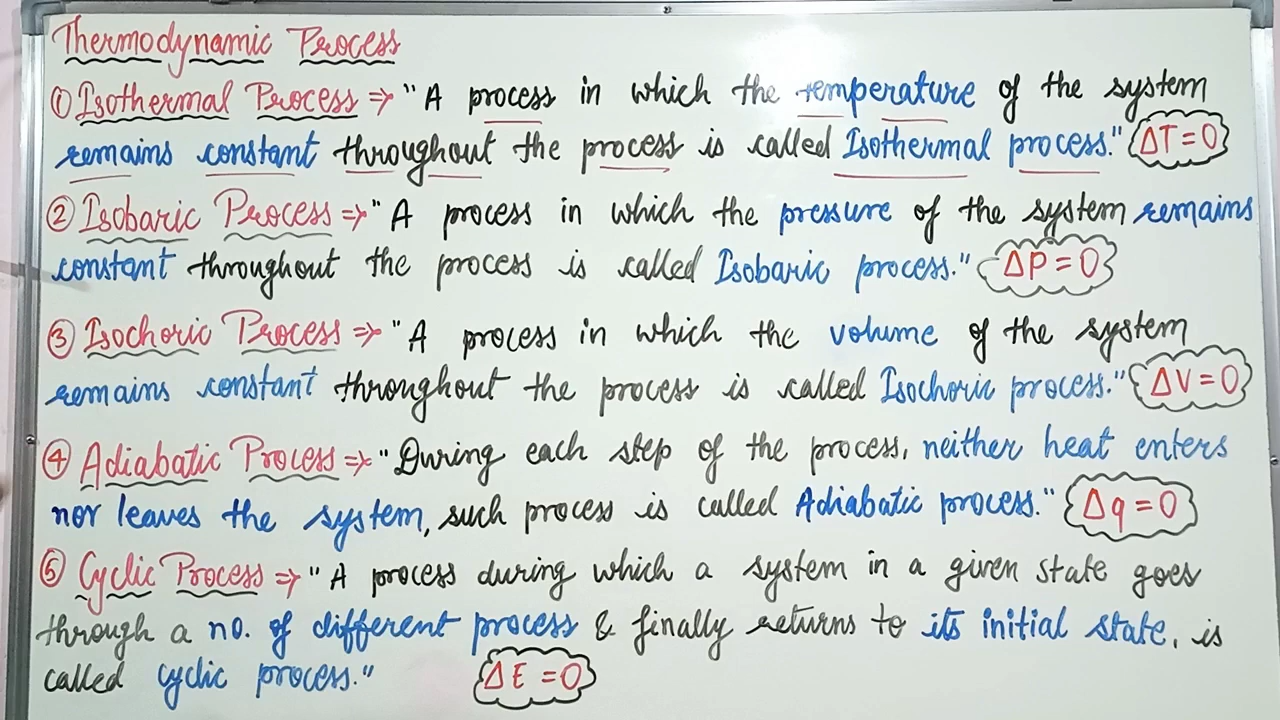 Thermodynamic Process
① Isothermal Process ⇒ "A process in which the temperature of the system
remains constant throughout the process is called Isothermal process." ΔT=0
② Isobaric Process ⇒ "A process in which the pressure of the system remains
constant throughout the process is called Isobaric process." ΔP=0
③ Isochoric Process ⇒ "A process in which the volume of the system
remains constant throughout the process is called Isochoric process." ΔV=0
④ Adiabatic Process ⇒ "During each step of the process, neither heat enters
nor leaves the system, such process is called Adiabatic process." Δq=0
⑤ Cyclic Process ⇒ "A process during which a system in a given state goes
through a no. of different process & finally returns to its initial state, is
called cyclic process." ΔE=0